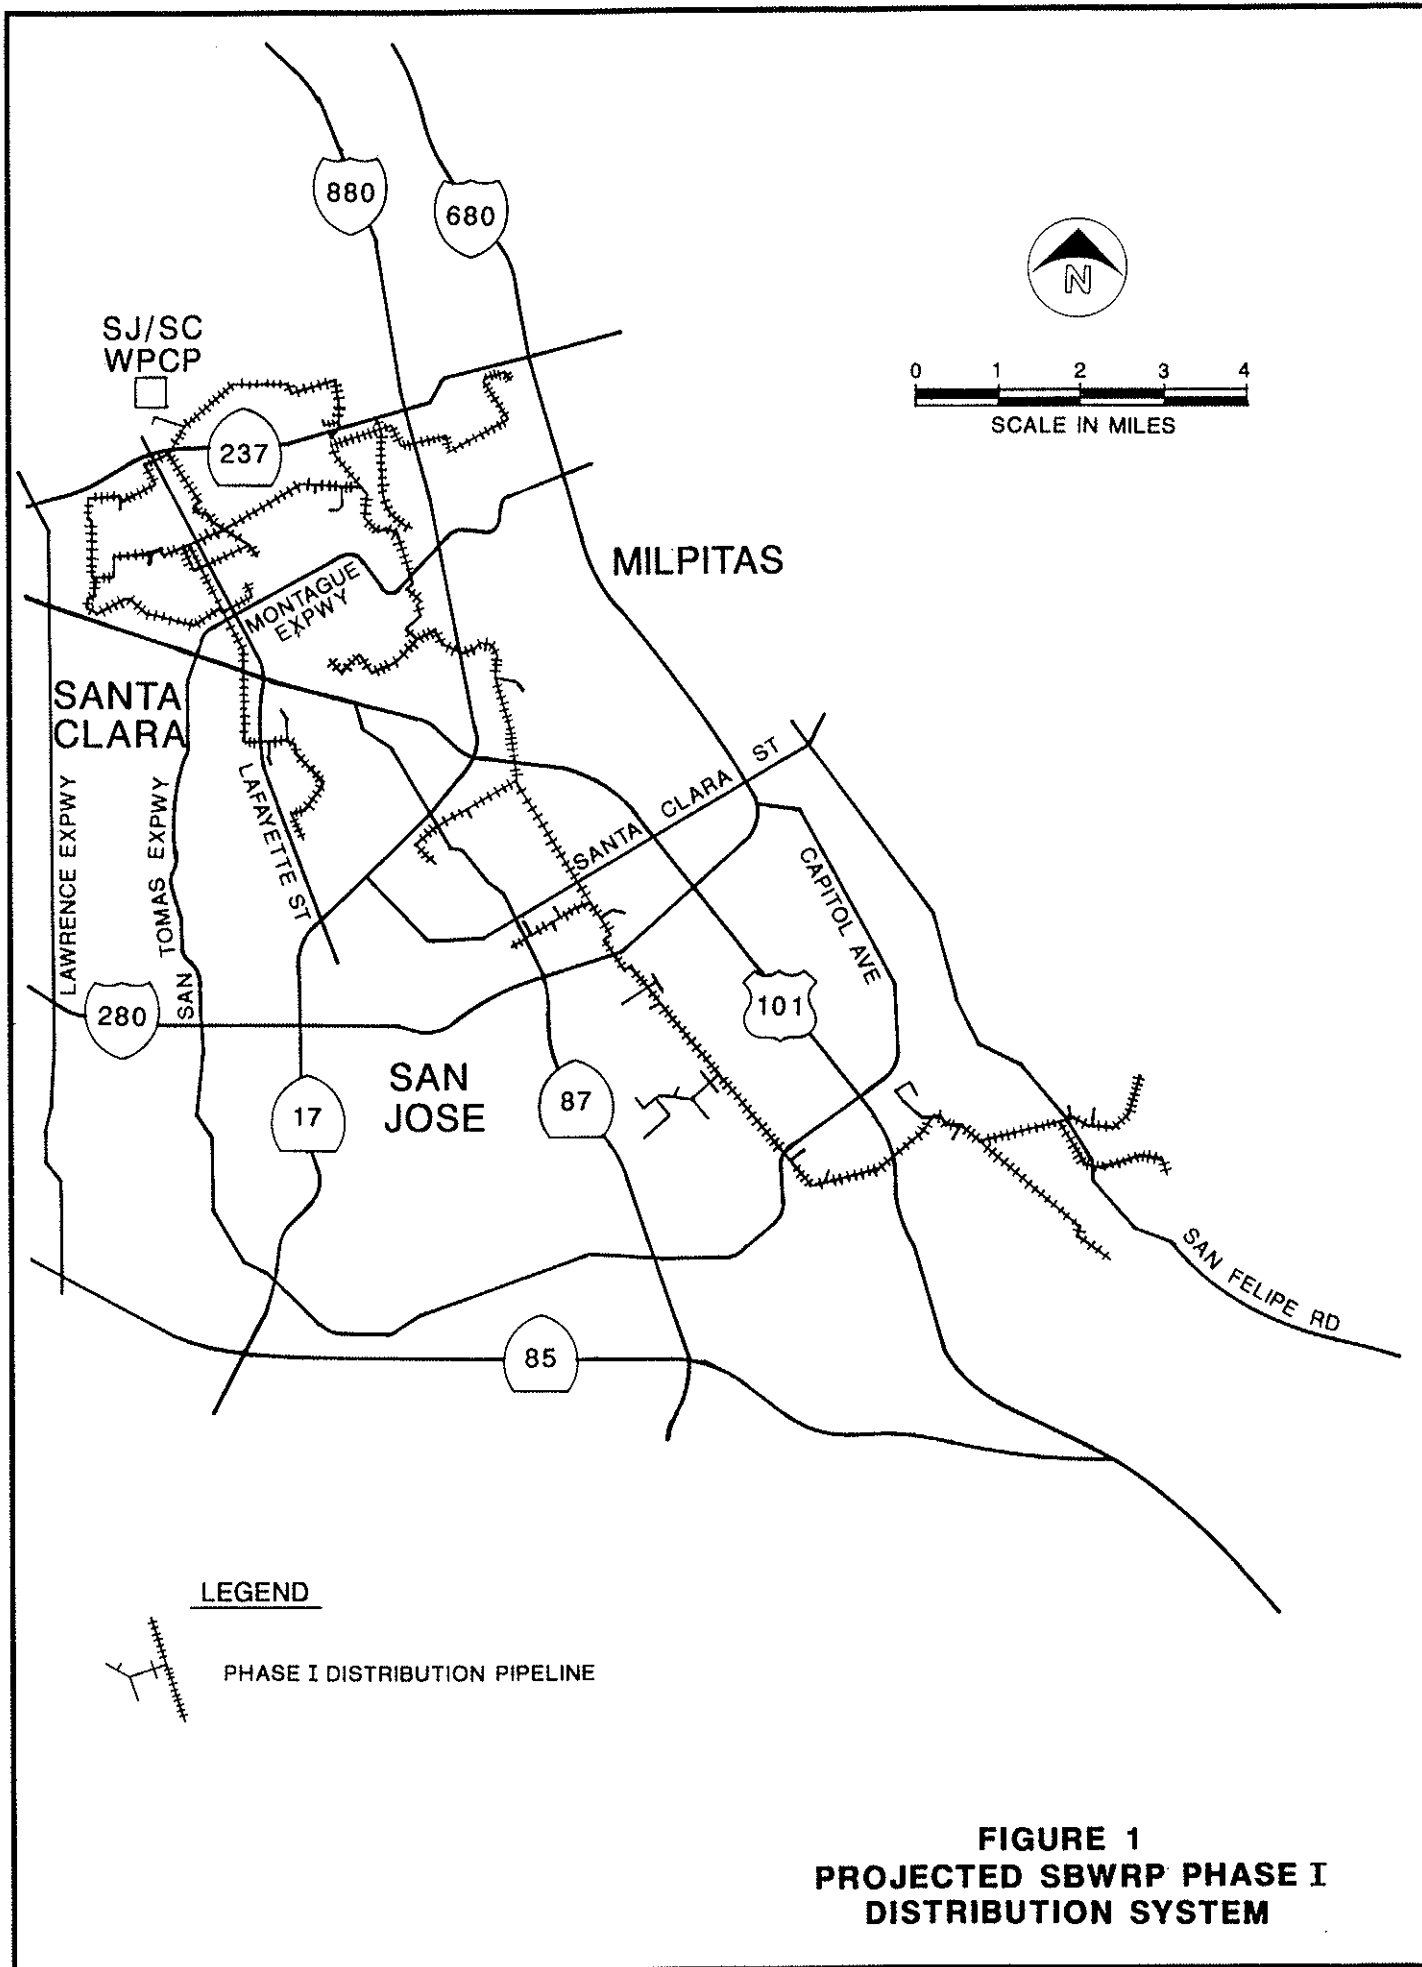 880
680
N
SJ/SC
WPCP
0 1 2 3 4
SCALE IN MILES
237
MILPITAS
MONTAGUE
EXPWY
SANTA
CLARA
LAWRENCE EXPWY
SAN TOMAS EXPWY
LAFAYETTE ST
SANTA CLARA ST
CAPITOL AVE
101
280
SAN
JOSE
17
87
SAN FELIPE RD
85
LEGEND
PHASE I DISTRIBUTION PIPELINE
FIGURE 1
PROJECTED SBWRP PHASE I
DISTRIBUTION SYSTEM